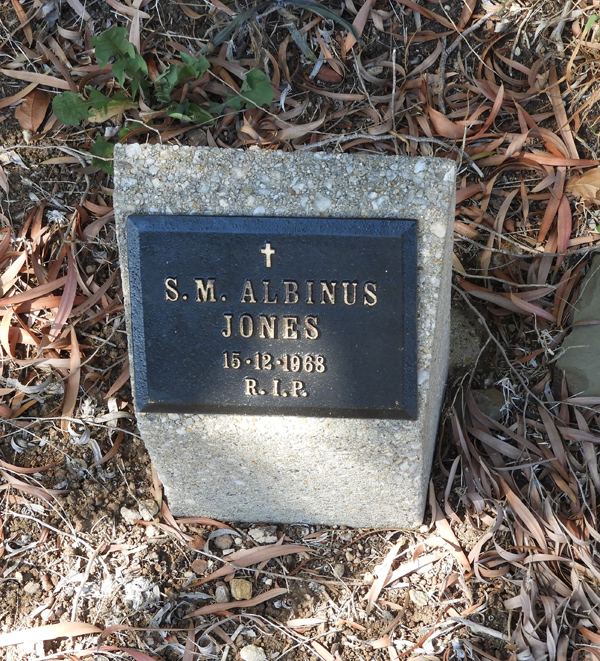 S. M. ALBINUS
JONES
15·12·1968
R. I. P.